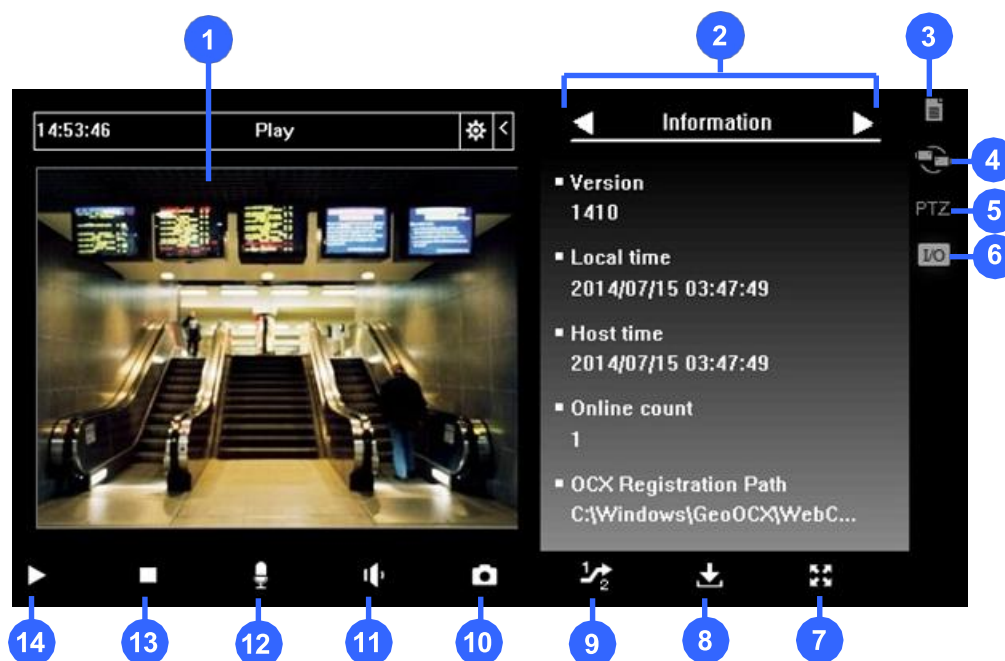 1
2
3
14:53:46 Play <
Information
4
PTZ 5
I/O 6
Version
1410
Local time
2014/07/15 03:47:49
Host time
2014/07/15 03:47:49
Online count
1
OCX Registration Path
C:\Windows\GeoOCX\WebC...
1 2
14
13
12
11
10
9
8
7